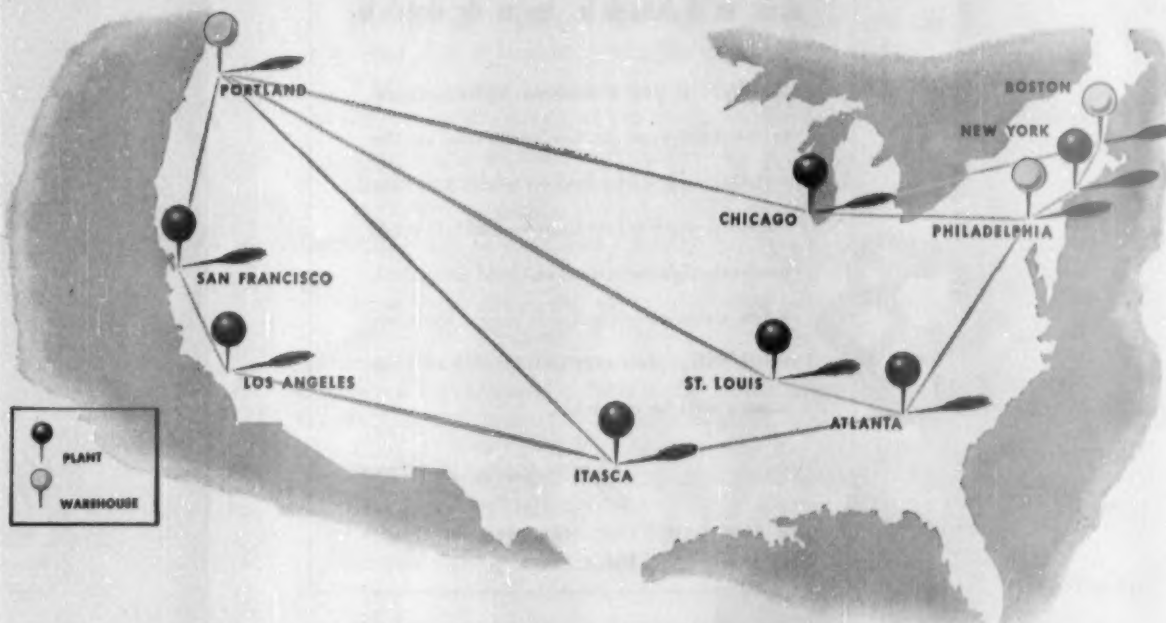 PORTLAND
BOSTON
NEW YORK
CHICAGO
PHILADELPHIA
SAN FRANCISCO
LOS ANGELES
ST. LOUIS
ATLANTA
ITASCA
PLANT
WAREHOUSE